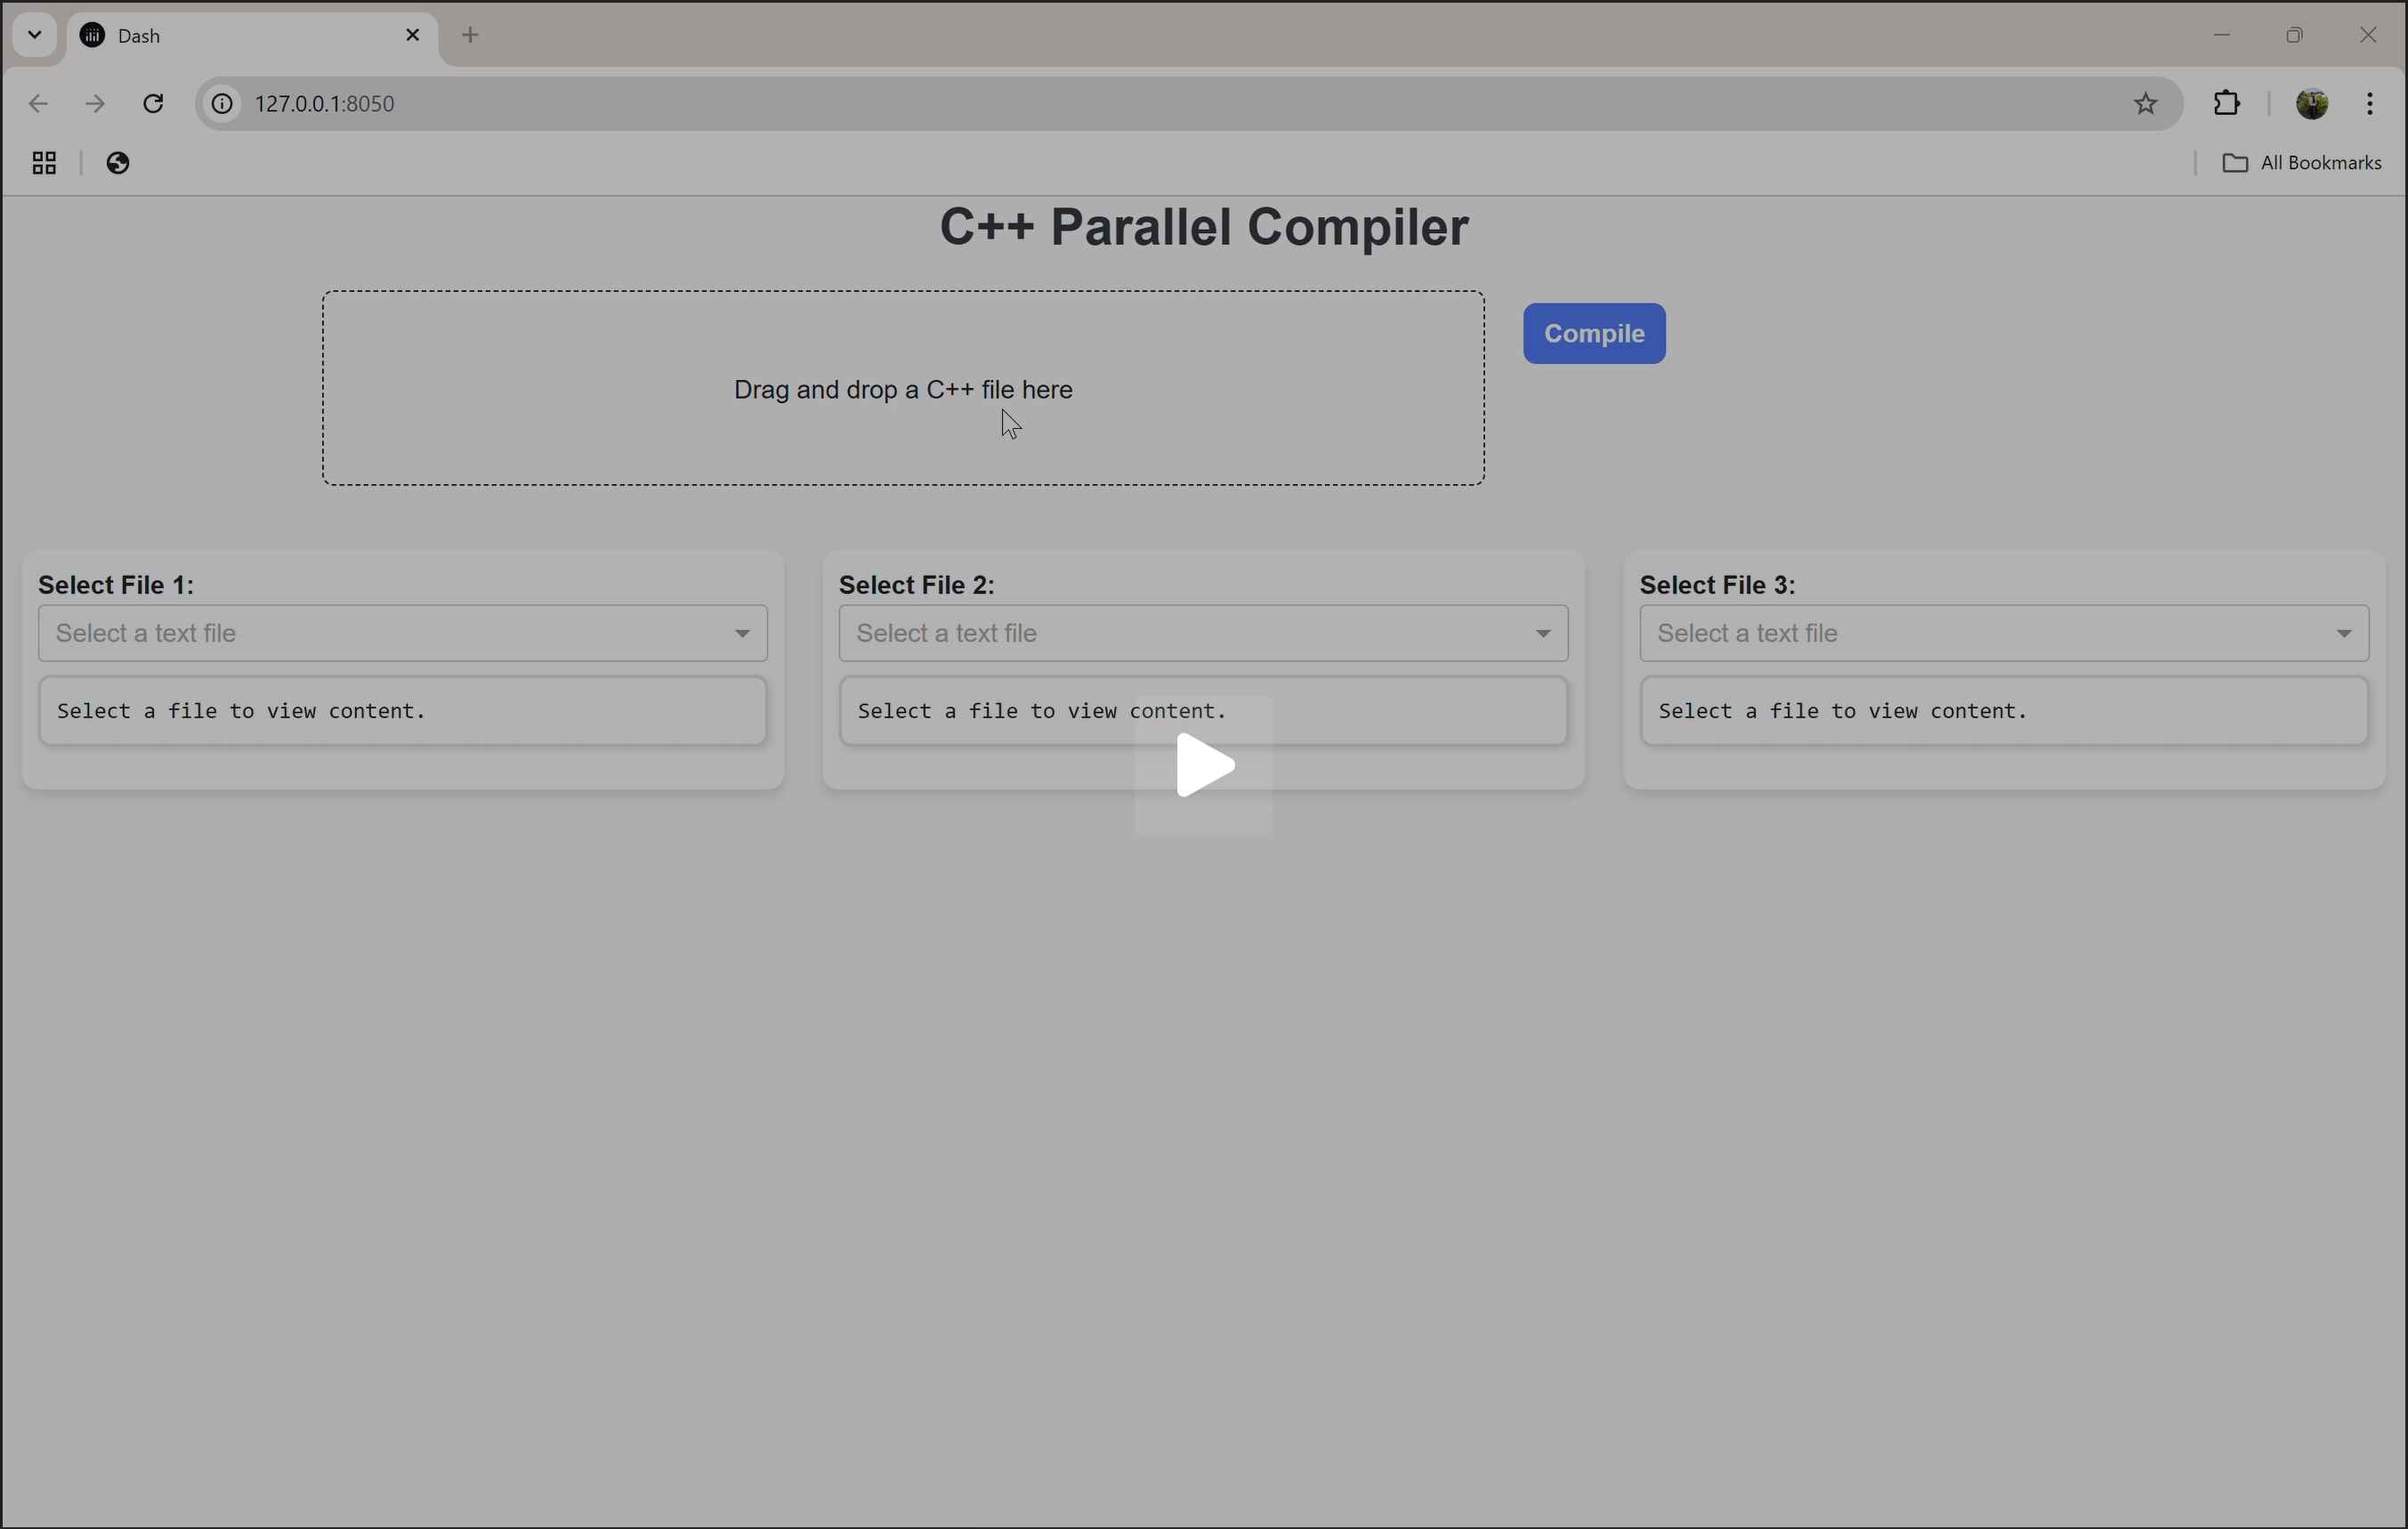 Dash
127.0.0.1:8050
All Bookmarks
C++ Parallel Compiler
Drag and drop a C++ file here
Compile
Select File 1:
Select a text file
Select a file to view content.
Select File 2:
Select a text file
Select a file to view content.
Select File 3:
Select a text file
Select a file to view content.